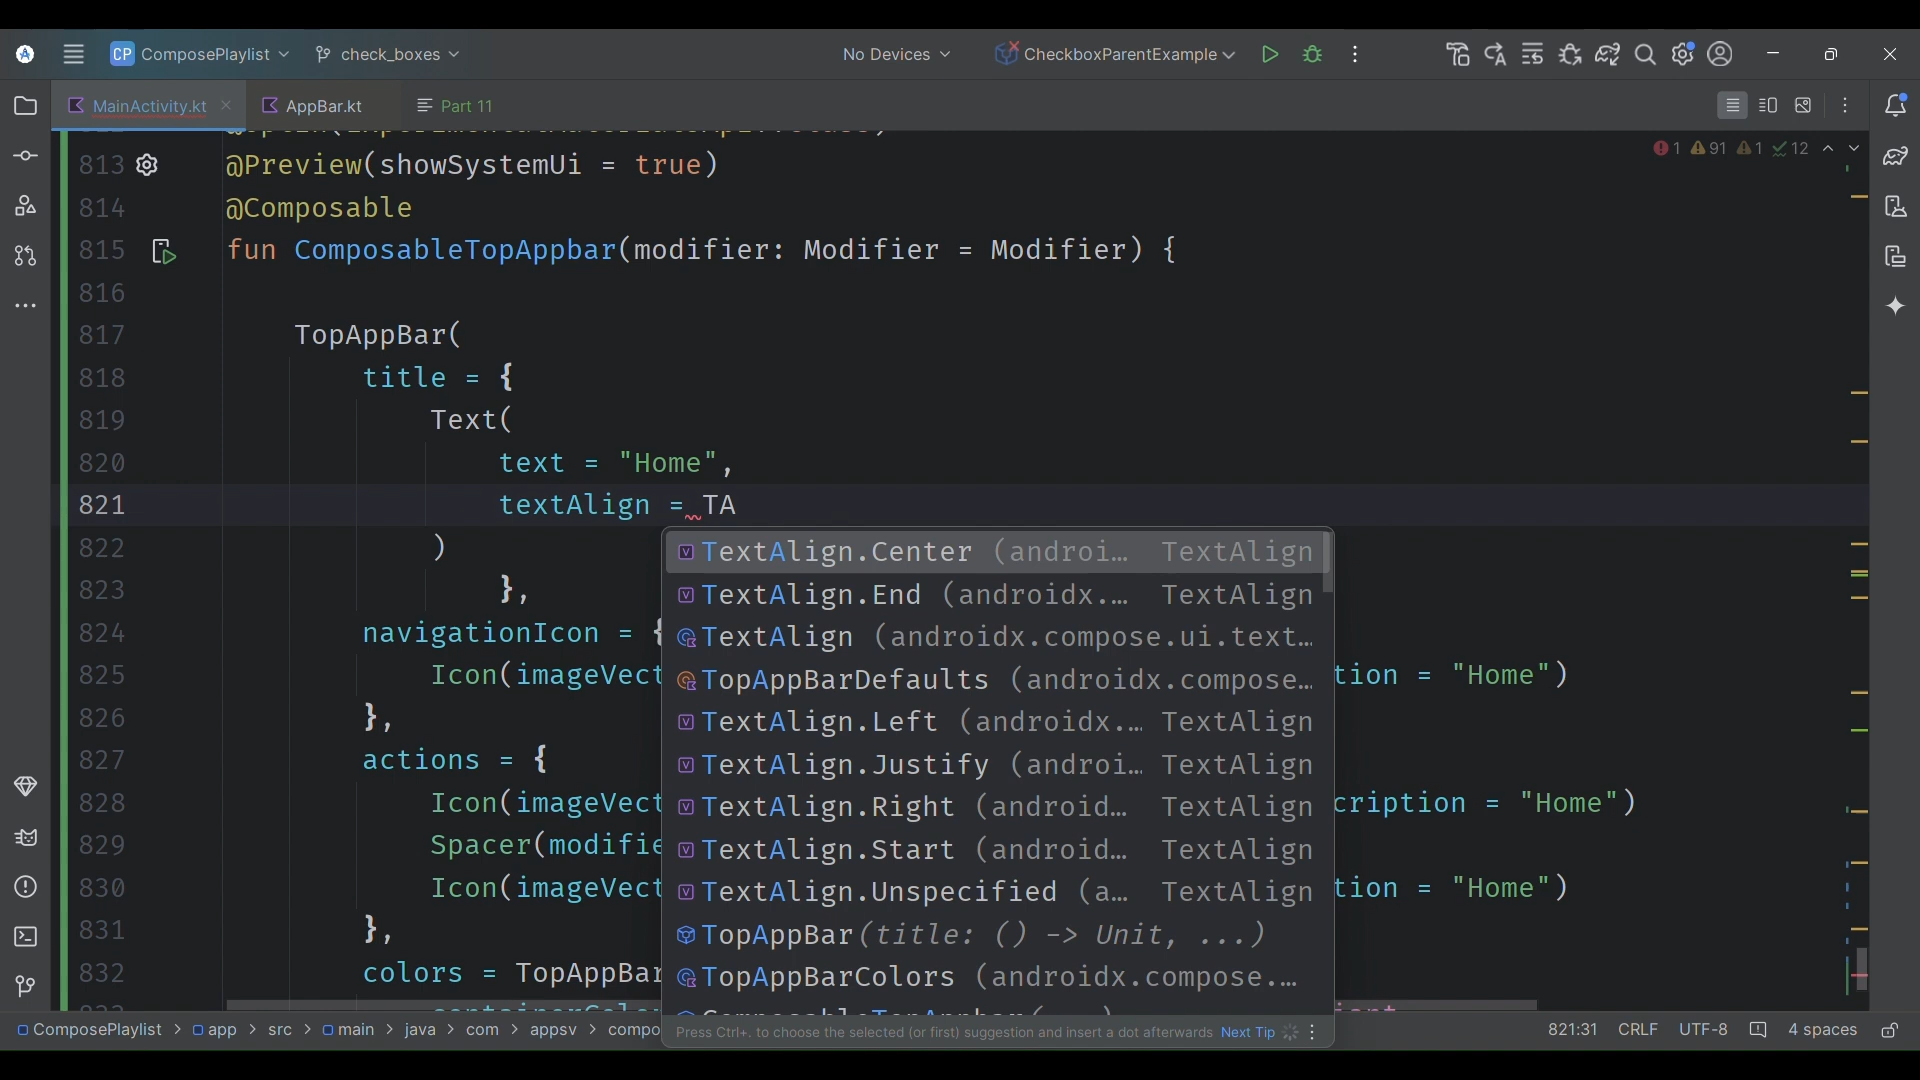 CP ComposePlaylist check_boxes No Devices CheckboxParentExample
MainActivity.kt AppBar.kt Part 11
1 91 1 12
813 @Preview(showSystemUi = true)
814 @Composable
815 fun ComposableTopAppbar(modifier: Modifier = Modifier) {
816
817 TopAppBar(
818 title = {
819 Text(
820 text = "Home",
821 textAlign = TA
822 )
TextAlign.Center (androi… TextAlign
823 },
TextAlign.End (androidx.… TextAlign
824 navigationIcon = {
TextAlign (androidx.compose.ui.text…
825 Icon(imageVect
TopAppBarDefaults (androidx.compose…
tion = "Home")
826 },
TextAlign.Left (androidx.… TextAlign
827 actions = {
TextAlign.Justify (androi… TextAlign
828 Icon(imageVect
TextAlign.Right (android… TextAlign
cription = "Home")
829 Spacer(modifie
TextAlign.Start (android… TextAlign
830 Icon(imageVect
TextAlign.Unspecified (a… TextAlign
tion = "Home")
831 },
TopAppBar(title: () -> Unit, ...)
832 colors = TopAppBar
TopAppBarColors (androidx.compose.…
Press Ctrl+. to choose the selected (or first) suggestion and insert a dot afterwards Next Tip
ComposePlaylist > app > src > main > java > com > appsv > compo
821:31 CRLF UTF-8 4 spaces